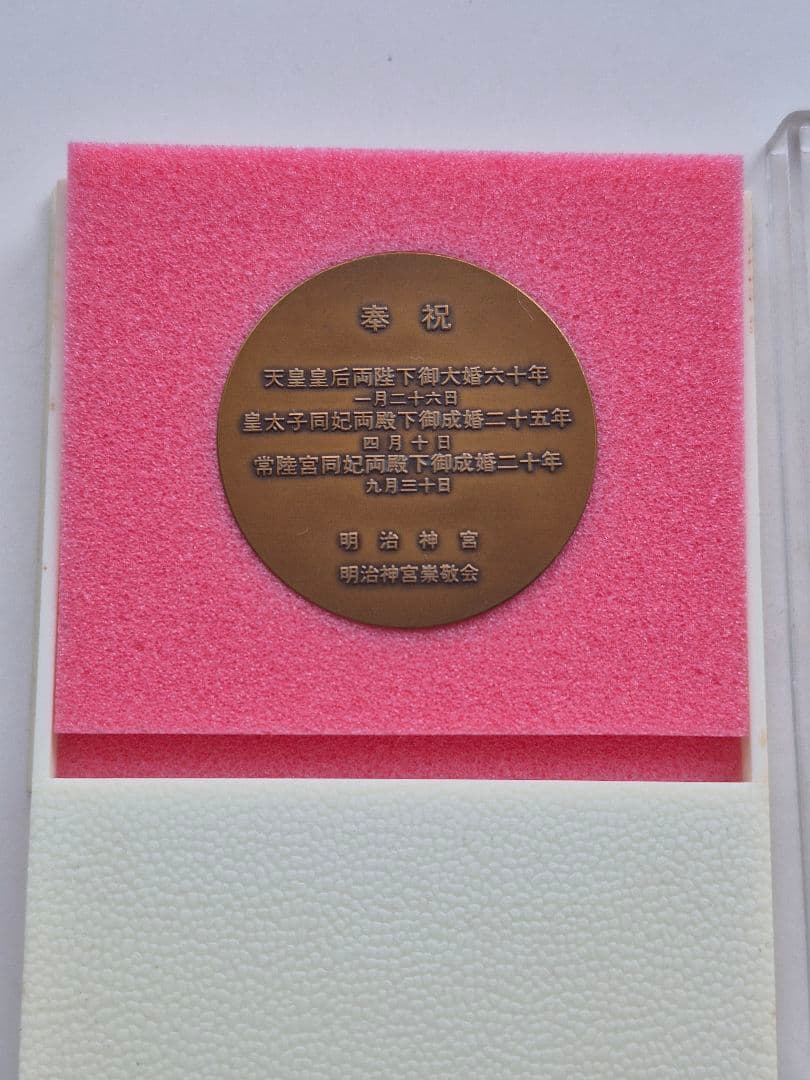 奉祝
天皇皇后両陛下御大婚六十年
一月二十六日
皇太子同妃両殿下御成婚二十五年
四月十日
常陸宮同妃両殿下御成婚二十年
九月三十日
明治神宮
明治神宮崇敬会